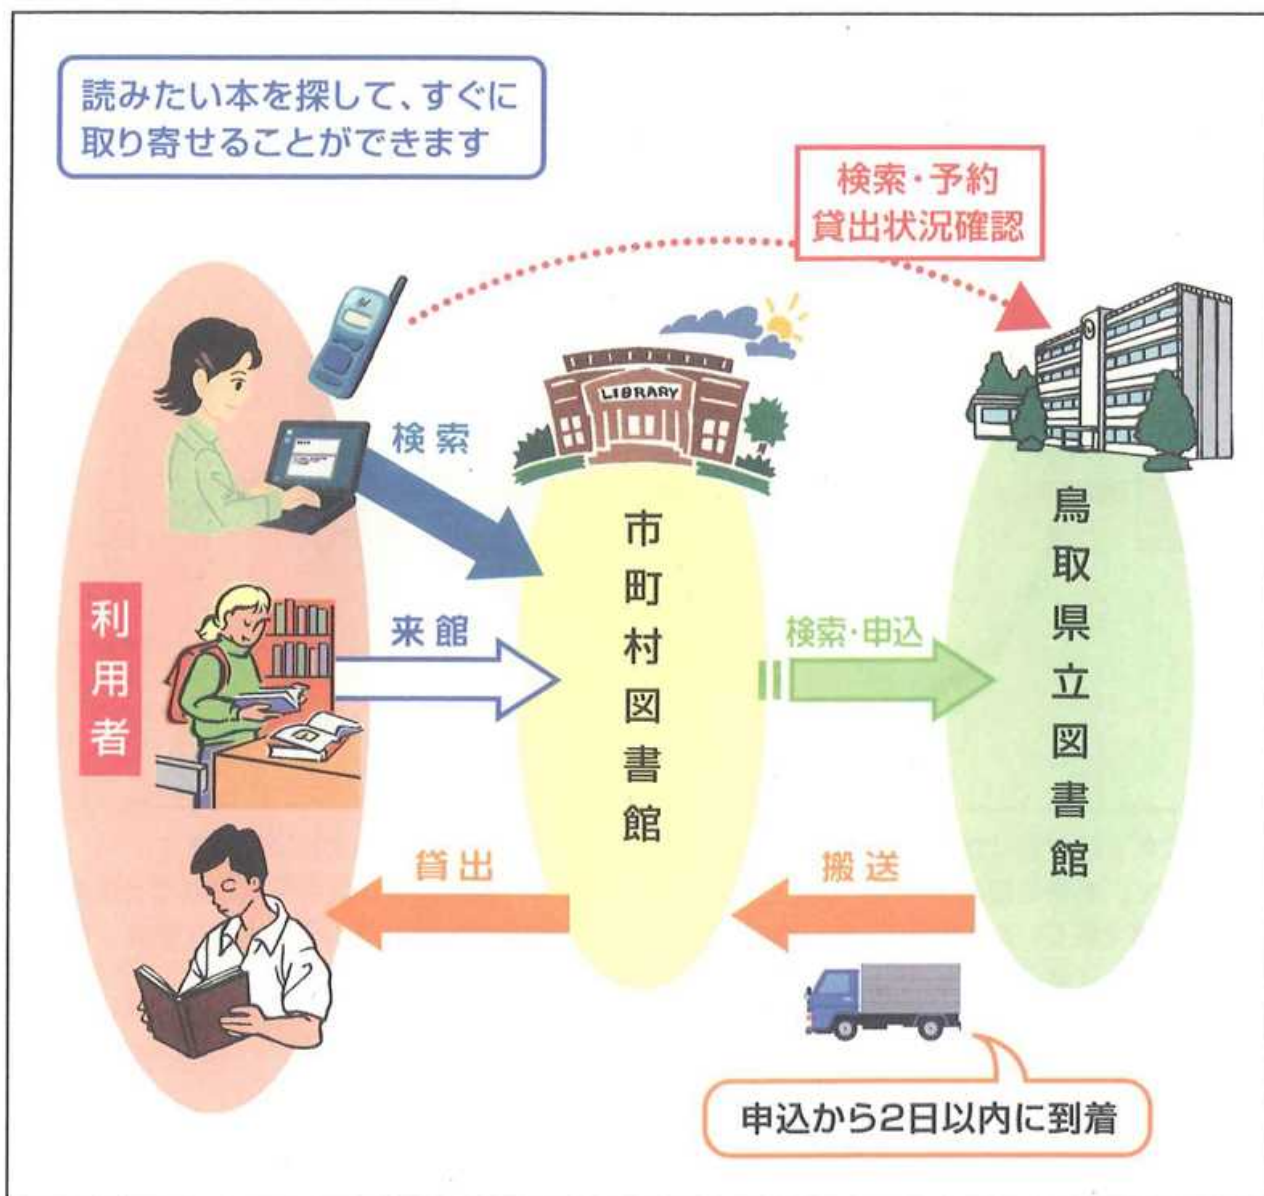 読みたい本を探して、すぐに
取り寄せることができます
検索・予約
貸出状況確認
LIBRARY
検索
利用者
来館
市町村図書館
検索・申込
鳥取県立図書館
貸出
搬送
申込から2日以内に到着